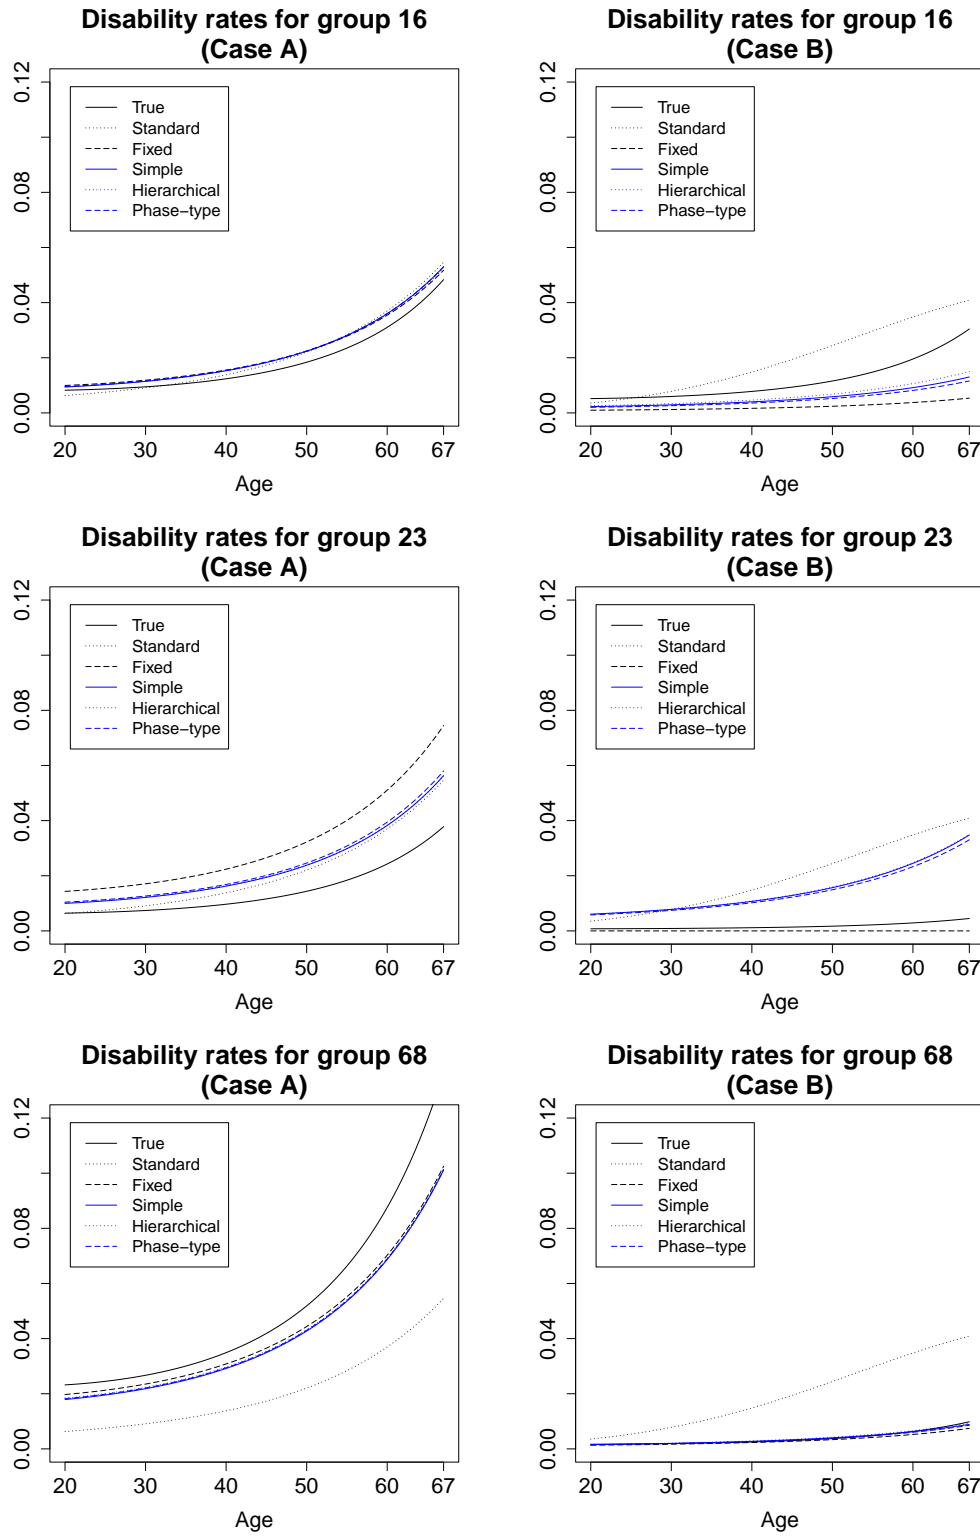 Disability rates for group 16
(Case A)
0.12
0.08
0.04
0.00
True
Standard
Fixed
Simple
Hierarchical
Phase−type
20 30 40 50 60 67
Age
Disability rates for group 16
(Case B)
0.12
0.08
0.04
0.00
True
Standard
Fixed
Simple
Hierarchical
Phase−type
20 30 40 50 60 67
Age
Disability rates for group 23
(Case A)
0.12
0.08
0.04
0.00
True
Standard
Fixed
Simple
Hierarchical
Phase−type
20 30 40 50 60 67
Age
Disability rates for group 23
(Case B)
0.12
0.08
0.04
0.00
True
Standard
Fixed
Simple
Hierarchical
Phase−type
20 30 40 50 60 67
Age
Disability rates for group 68
(Case A)
0.12
0.08
0.04
0.00
True
Standard
Fixed
Simple
Hierarchical
Phase−type
20 30 40 50 60 67
Age
Disability rates for group 68
(Case B)
0.12
0.08
0.04
0.00
True
Standard
Fixed
Simple
Hierarchical
Phase−type
20 30 40 50 60 67
Age